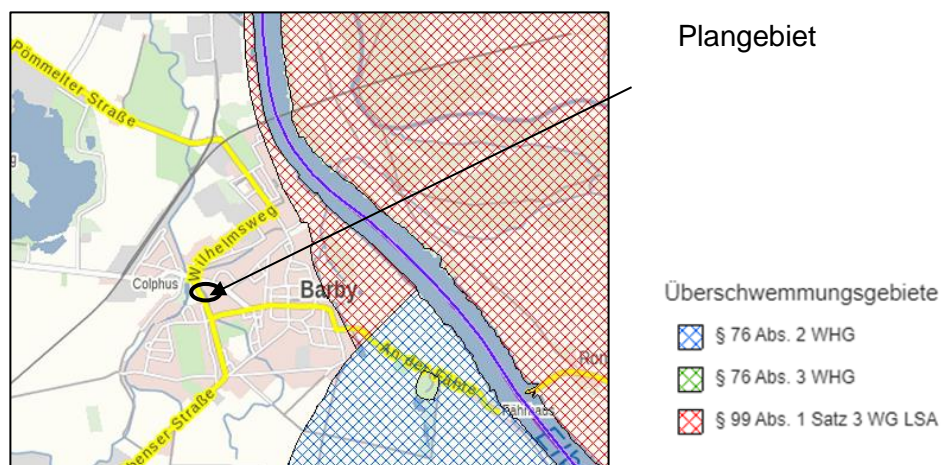 Plangebiet
Pömmelter Straße
Wilhelmsweg
Colphus
Barby
An der Fähre
Fährhaus
Überschwemmungsgebiete
§ 76 Abs. 2 WHG
§ 76 Abs. 3 WHG
§ 99 Abs. 1 Satz 3 WG LSA